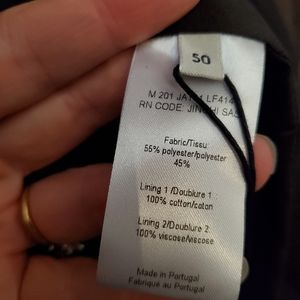 50
M 201 LF414
RN CODE: SAS
Fabric/Tissu:
55% polyester/polyester
45%
Lining 1 /Doublure 1
100% cotton/coton
Lining 2/Doublure 2
100% viscose/viscose
Made in Portugal
Fabriqué au Portugal